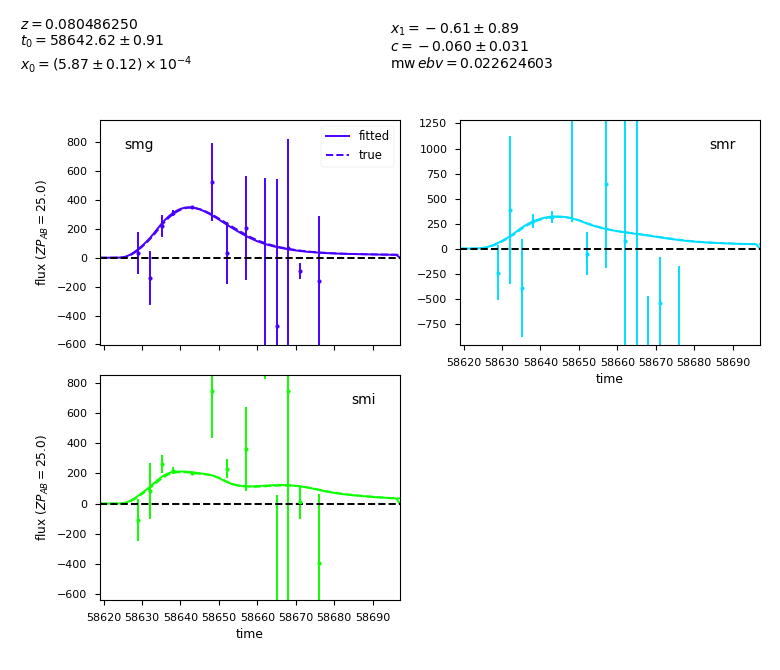 z = 0.080486250
t₀ = 58642.62 ± 0.91
x₀ = (5.87 ± 0.12) × 10⁻⁴
x₁ = −0.61 ± 0.89
c = −0.060 ± 0.031
mw ebv = 0.022624603
smg
fitted
true
800
600
400
200
0
−200
−400
−600
flux (ZP_AB = 25.0)
smr
1250
1000
750
500
250
0
−250
−500
−750
58620 58630 58640 58650 58660 58670 58680 58690
time
smi
800
600
400
200
0
−200
−400
−600
flux (ZP_AB = 25.0)
58620 58630 58640 58650 58660 58670 58680 58690
time